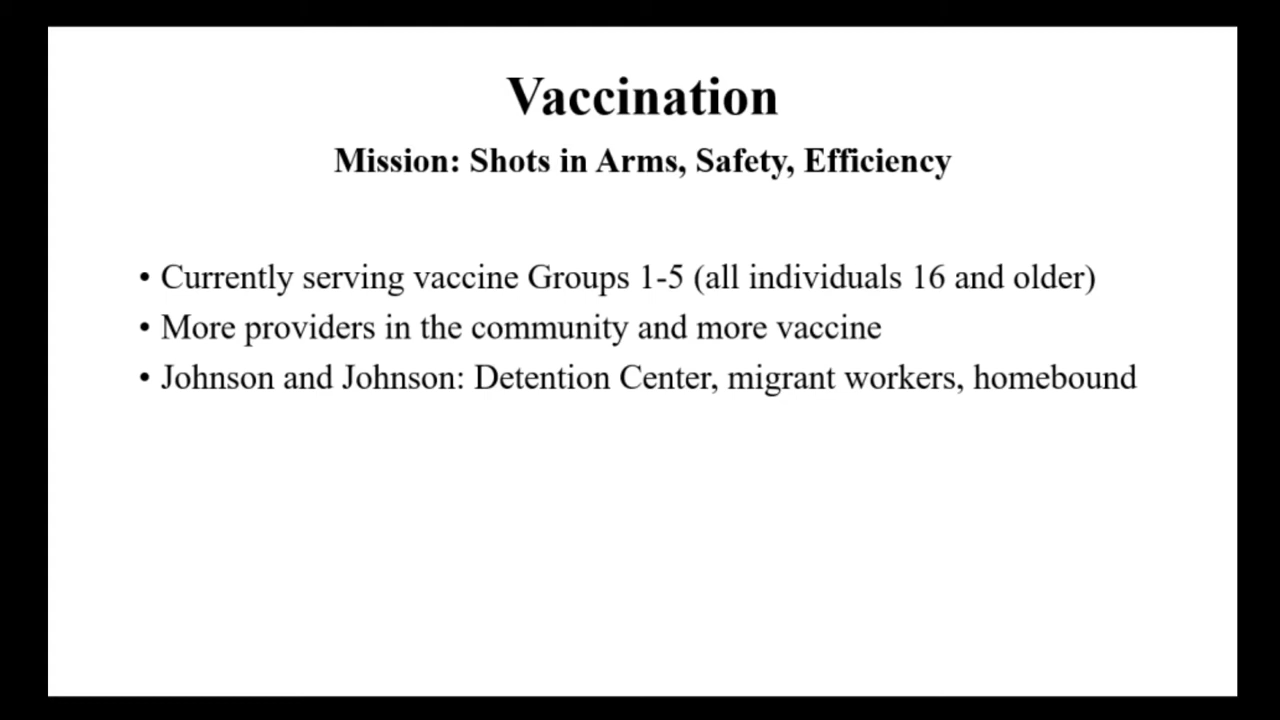 Vaccination
Mission: Shots in Arms, Safety, Efficiency
• Currently serving vaccine Groups 1-5 (all individuals 16 and older)
• More providers in the community and more vaccine
• Johnson and Johnson: Detention Center, migrant workers, homebound